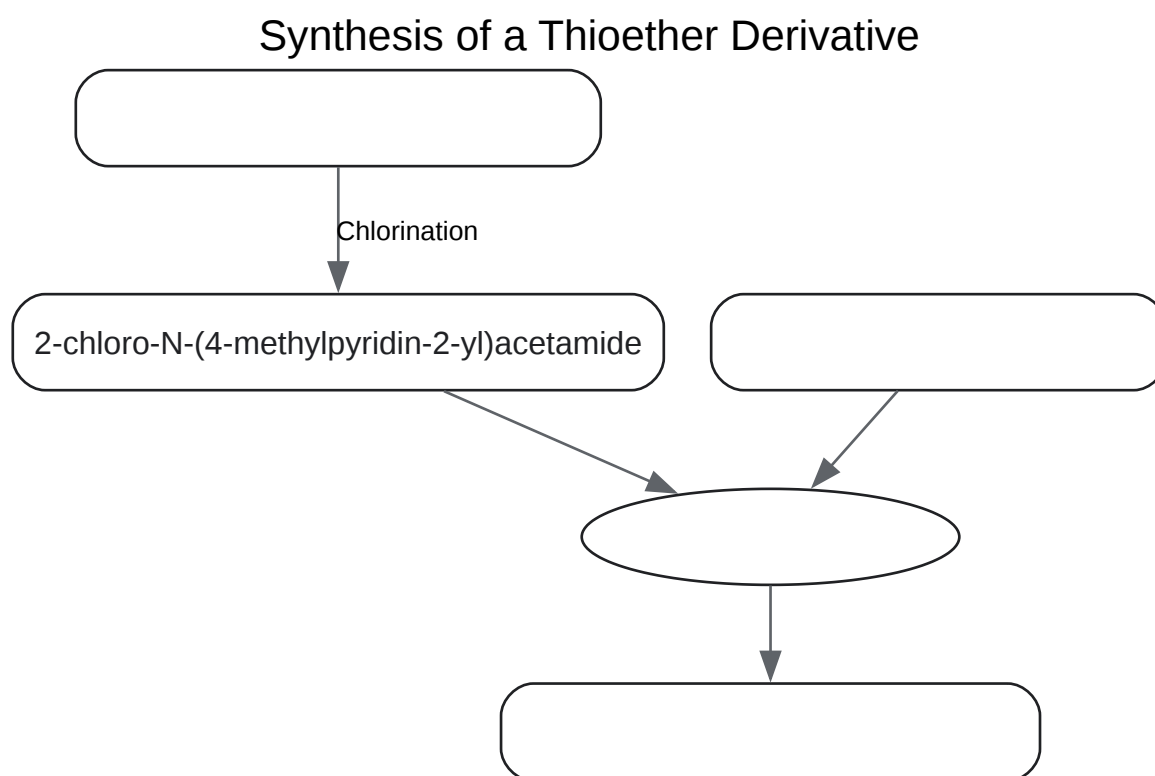 Synthesis of a Thioether Derivative
Chlorination
2-chloro-N-(4-methylpyridin-2-yl)acetamide